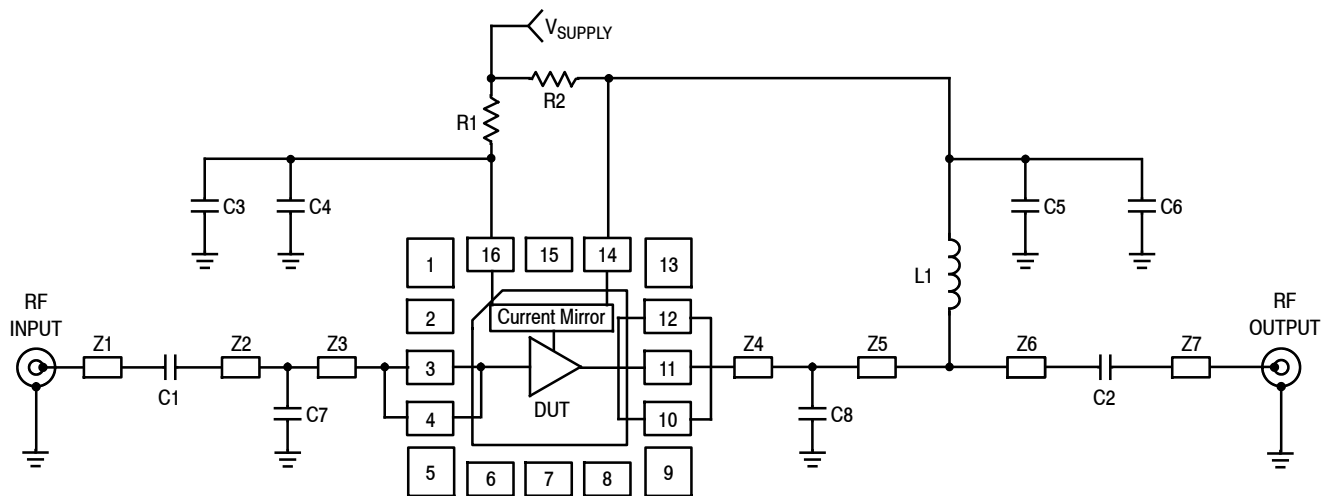 VSUPPLY
R2
R1
C3
C4
C5
C6
1
16
15
14
13
L1
RF
INPUT
RF
OUTPUT
2
Current Mirror
12
Z1
Z2
Z3
3
11
Z4
Z5
Z6
Z7
C1
C7
4
DUT
10
C8
C2
5
6
7
8
9